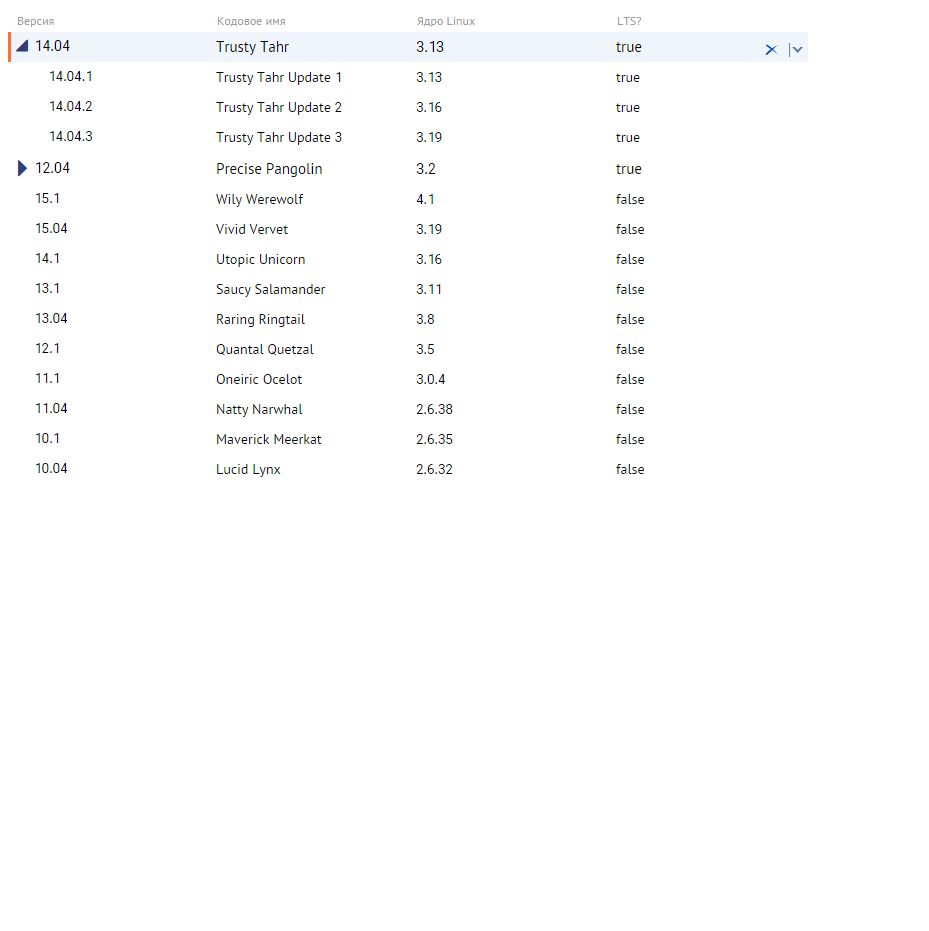 Версия Кодовое имя Ядро Linux LTS?
14.04 Trusty Tahr 3.13 true
14.04.1 Trusty Tahr Update 1 3.13 true
14.04.2 Trusty Tahr Update 2 3.16 true
14.04.3 Trusty Tahr Update 3 3.19 true
12.04 Precise Pangolin 3.2 true
15.1 Wily Werewolf 4.1 false
15.04 Vivid Vervet 3.19 false
14.1 Utopic Unicorn 3.16 false
13.1 Saucy Salamander 3.11 false
13.04 Raring Ringtail 3.8 false
12.1 Quantal Quetzal 3.5 false
11.1 Oneiric Ocelot 3.0.4 false
11.04 Natty Narwhal 2.6.38 false
10.1 Maverick Meerkat 2.6.35 false
10.04 Lucid Lynx 2.6.32 false